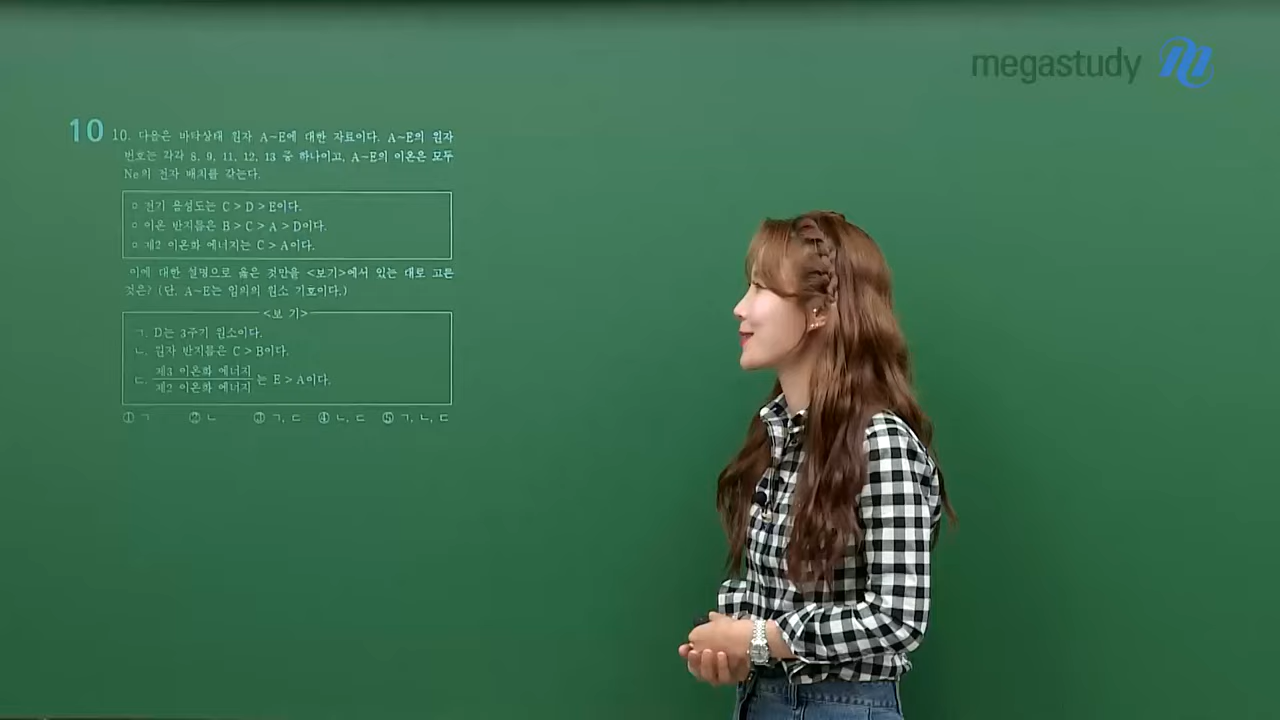 megastudy
10 10. 다음은 바닥상태 원자 A~E에 대한 자료이다. A~E의 원자
번호는 각각 8, 9, 11, 12, 13 중 하나이고, A~E의 이온은 모두
Ne의 전자 배치를 갖는다.
○ 전기 음성도는 C > D > E이다.
○ 이온 반지름은 B > C > A > D이다.
○ 제2 이온화 에너지는 C > A이다.
이에 대한 설명으로 옳은 것만을 <보기>에서 있는 대로 고른
것은? (단, A~E는 임의의 원소 기호이다.)
<보 기>
ㄱ. D는 3주기 원소이다.
ㄴ. 원자 반지름은 C > B이다.
ㄷ. 제3 이온화 에너지 / 제2 이온화 에너지 는 E > A이다.
① ㄱ ② ㄴ ③ ㄱ, ㄷ ④ ㄴ, ㄷ ⑤ ㄱ, ㄴ, ㄷ